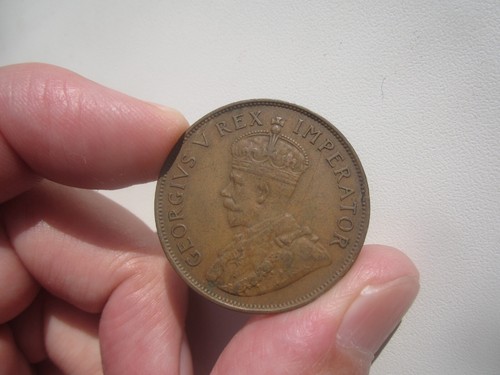 GEORGIVS V REX IMPERATOR